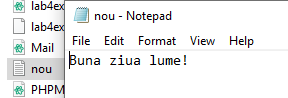 lab4ex
lab4ex
Mail
nou
PHPM
nou - Notepad
File Edit Format View Help
Buna ziua lume!